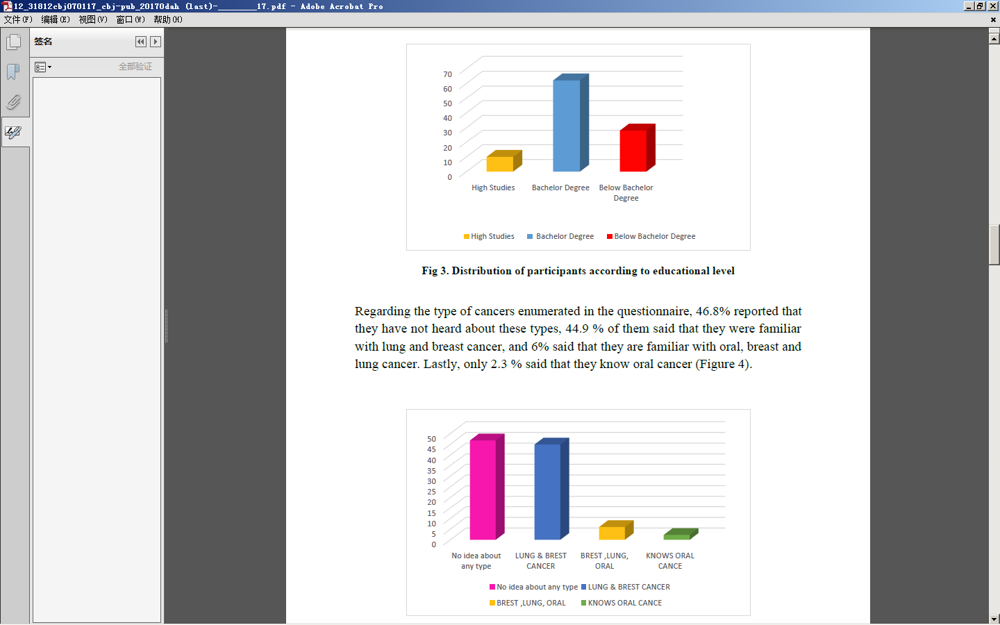 12_31812cbj070117_cbj-pub_20170dah (last)-________17.pdf - Adobe Acrobat Pro
文件(F) 编辑(E) 视图(V) 窗口(W) 帮助(H)
签名
全部验证
70
60
50
40
30
20
10
0
High Studies Bachelor Degree Below Bachelor
Degree
High Studies Bachelor Degree Below Bachelor Degree
Fig 3. Distribution of participants according to educational level
Regarding the type of cancers enumerated in the questionnaire, 46.8% reported that
they have not heard about these types, 44.9 % of them said that they were familiar
with lung and breast cancer, and 6% said that they are familiar with oral, breast and
lung cancer. Lastly, only 2.3 % said that they know oral cancer (Figure 4).
50
45
40
35
30
25
20
15
10
5
0
No idea about LUNG & BREST BREST ,LUNG, KNOWS ORAL
any type CANCER ORAL CANCE
No idea about any type LUNG & BREST CANCER
BREST ,LUNG, ORAL KNOWS ORAL CANCE